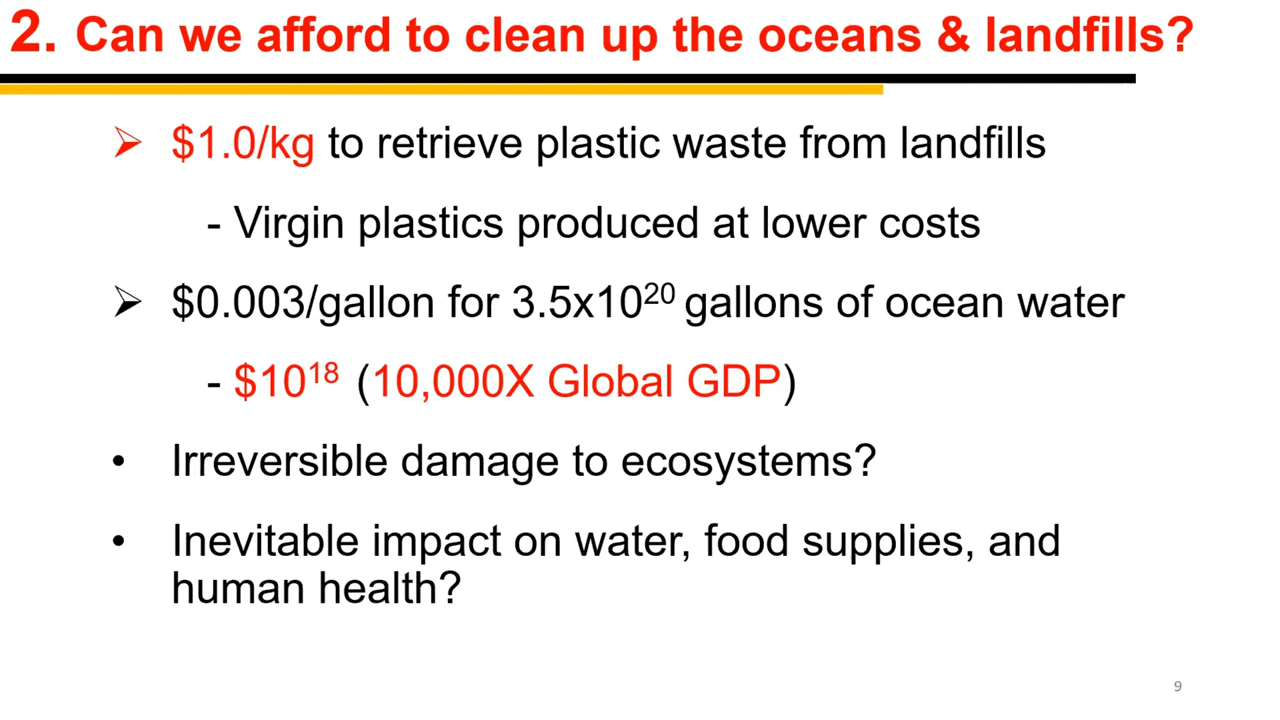 2. Can we afford to clean up the oceans & landfills?
➢ $1.0/kg to retrieve plastic waste from landfills
- Virgin plastics produced at lower costs
➢ $0.003/gallon for 3.5x10²⁰ gallons of ocean water
- $10¹⁸ (10,000X Global GDP)
• Irreversible damage to ecosystems?
• Inevitable impact on water, food supplies, and
human health?
9